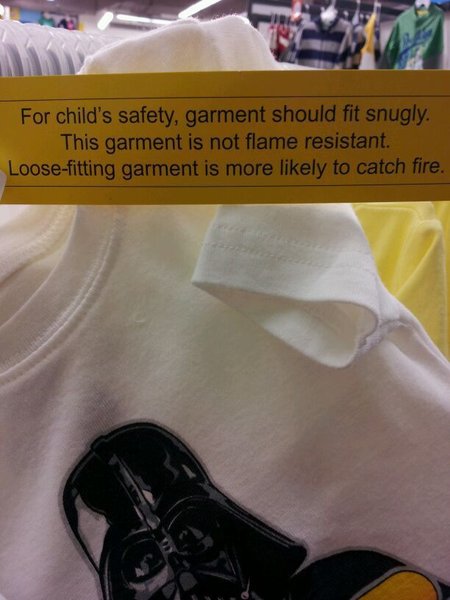 For child's safety, garment should fit snugly.
This garment is not flame resistant.
Loose-fitting garment is more likely to catch fire.